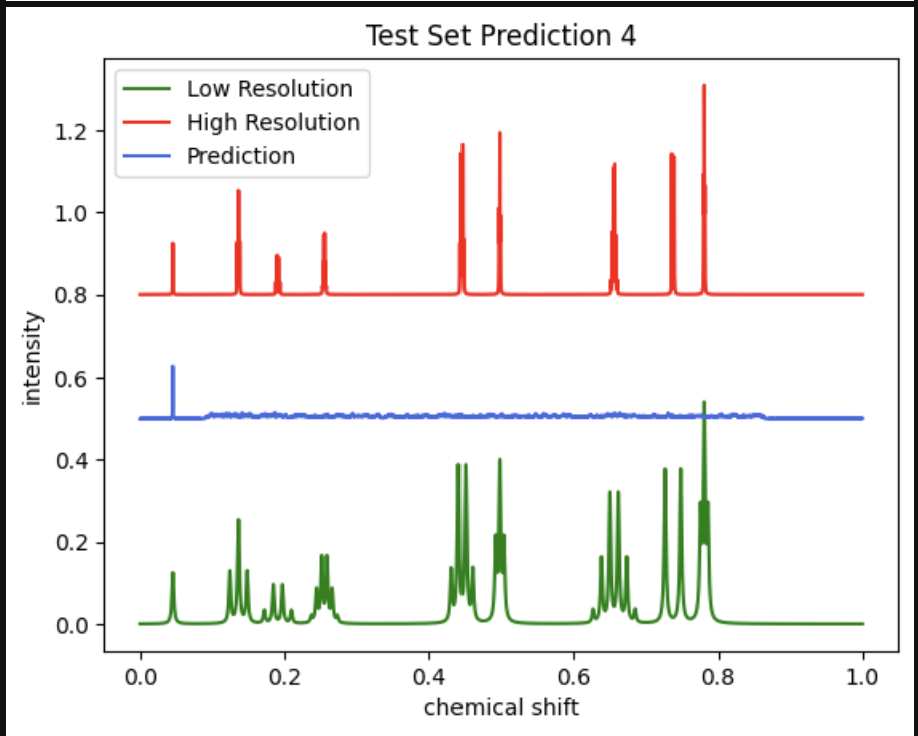 Test Set Prediction 4
Low Resolution
High Resolution
Prediction
intensity
1.2
1.0
0.8
0.6
0.4
0.2
0.0
0.0 0.2 0.4 0.6 0.8 1.0
chemical shift